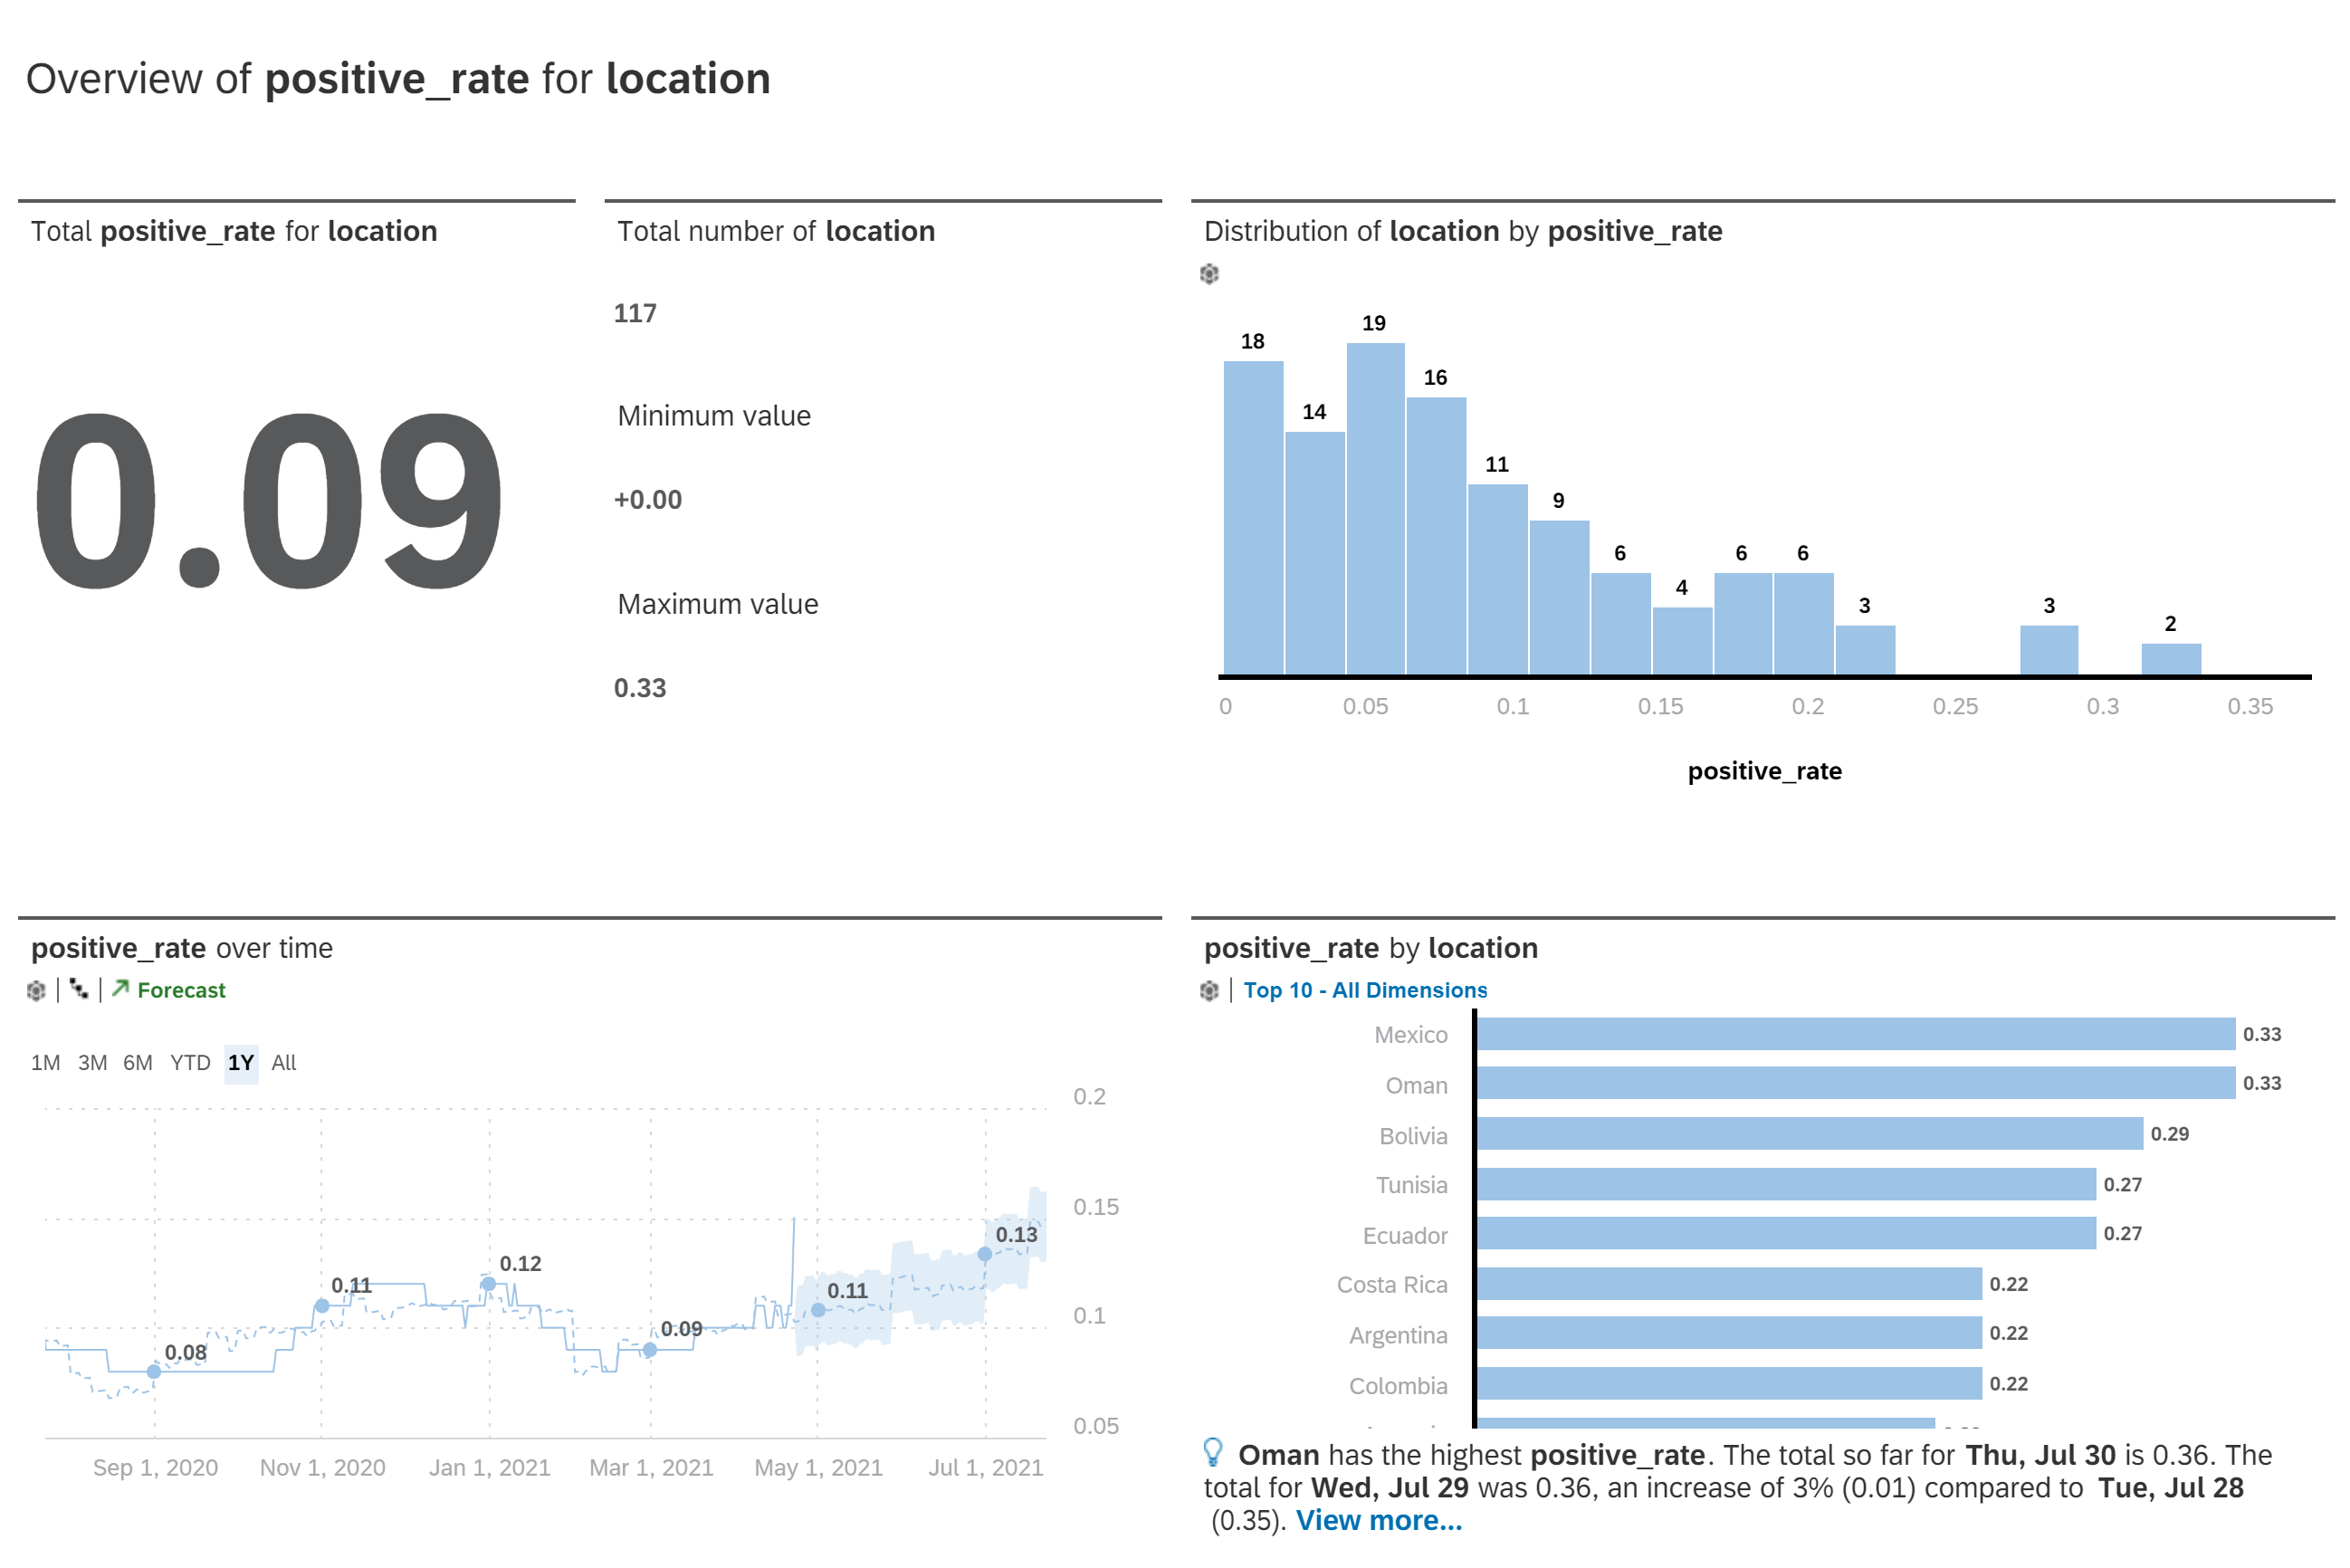 Overview of positive_rate for location
Total positive_rate for location
0.09
Total number of location
117
Minimum value
+0.00
Maximum value
0.33
Distribution of location by positive_rate
18
14
19
16
11
9
6
4
6
6
3
3
2
0 0.05 0.1 0.15 0.2 0.25 0.3 0.35
positive_rate
positive_rate over time
Forecast
1M 3M 6M YTD 1Y All
0.2
0.15
0.1
0.05
0.08
0.11
0.12
0.09
0.11
0.13
Sep 1, 2020 Nov 1, 2020 Jan 1, 2021 Mar 1, 2021 May 1, 2021 Jul 1, 2021
positive_rate by location
Top 10 - All Dimensions
Mexico 0.33
Oman 0.33
Bolivia 0.29
Tunisia 0.27
Ecuador 0.27
Costa Rica 0.22
Argentina 0.22
Colombia 0.22
Oman has the highest positive_rate. The total so far for Thu, Jul 30 is 0.36. The
total for Wed, Jul 29 was 0.36, an increase of 3% (0.01) compared to Tue, Jul 28
(0.35). View more...